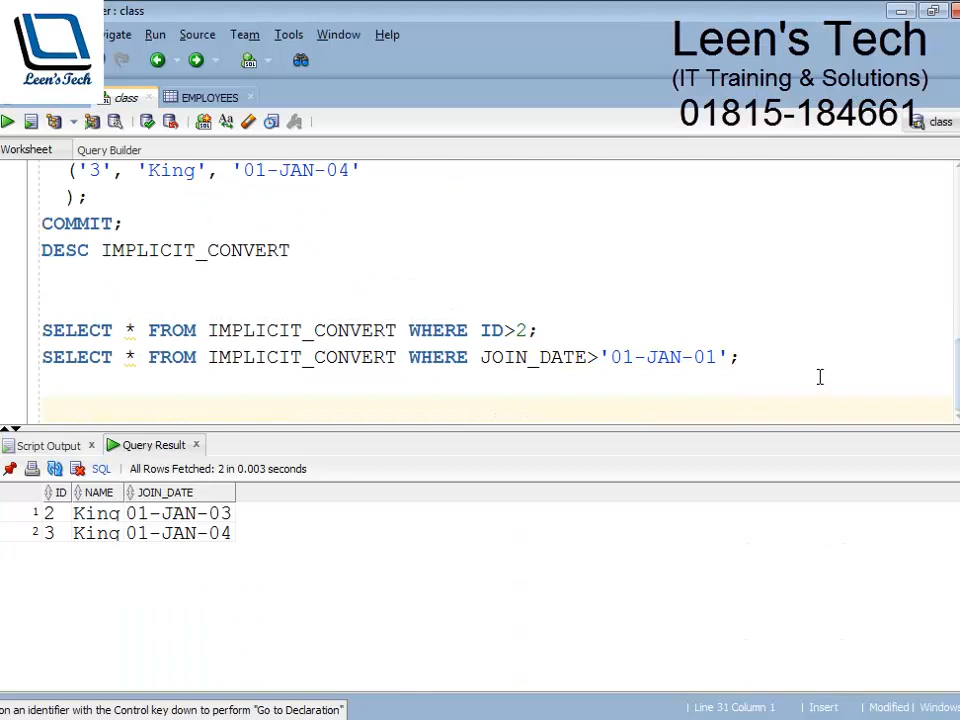 : class
Leen's Tech
(IT Training & Solutions)
01815-184661
Leen'sTech
igate Run Source Team Tools Window Help
class EMPLOYEES
class
Worksheet Query Builder
('3', 'King', '01-JAN-04'
);
COMMIT;
DESC IMPLICIT_CONVERT
SELECT * FROM IMPLICIT_CONVERT WHERE ID>2;
SELECT * FROM IMPLICIT_CONVERT WHERE JOIN_DATE>'01-JAN-01';
Script Output Query Result
SQL All Rows Fetched: 2 in 0.003 seconds
ID NAME JOIN_DATE
1 2 King 01-JAN-03
2 3 King 01-JAN-04
on an identifier with the Control key down to perform "Go to Declaration" Line 31 Column 1 Insert Modified Windows